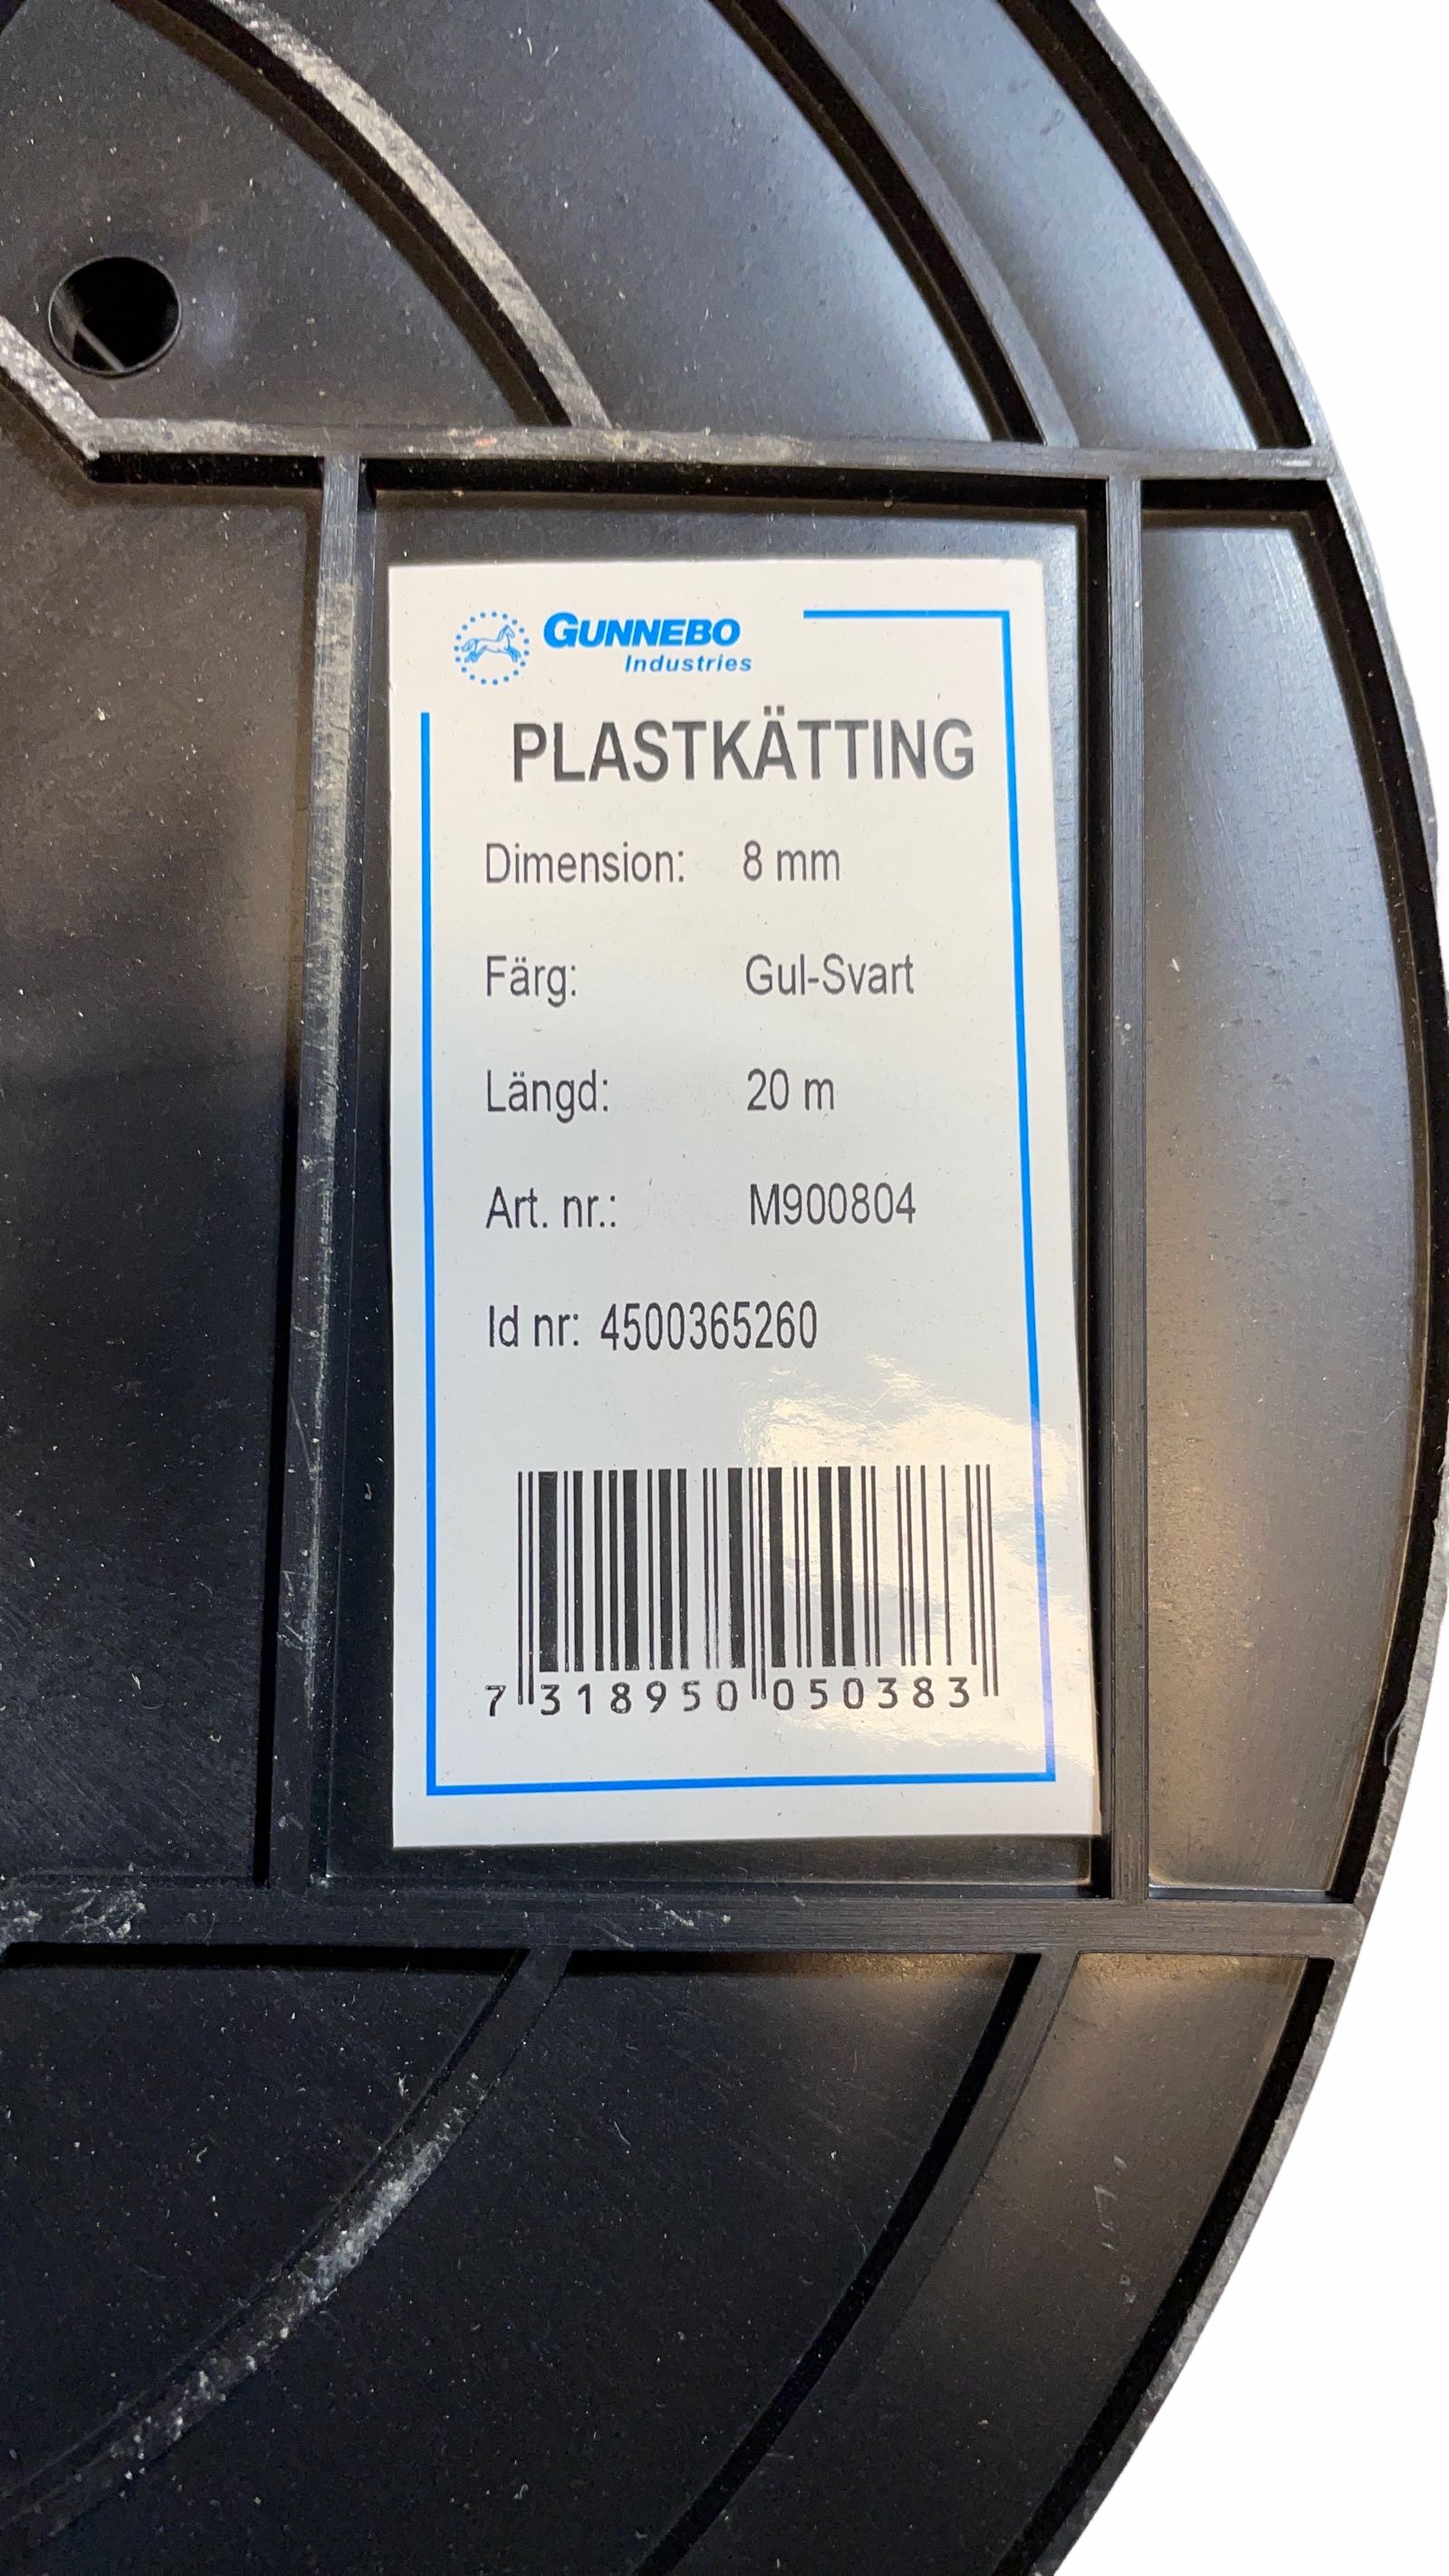 GUNNEBO
Industries
PLASTKÄTTING
Dimension: 8 mm
Färg: Gul-Svart
Längd: 20 m
Art. nr.: M900804
Id nr: 4500365260
7 318950 050383